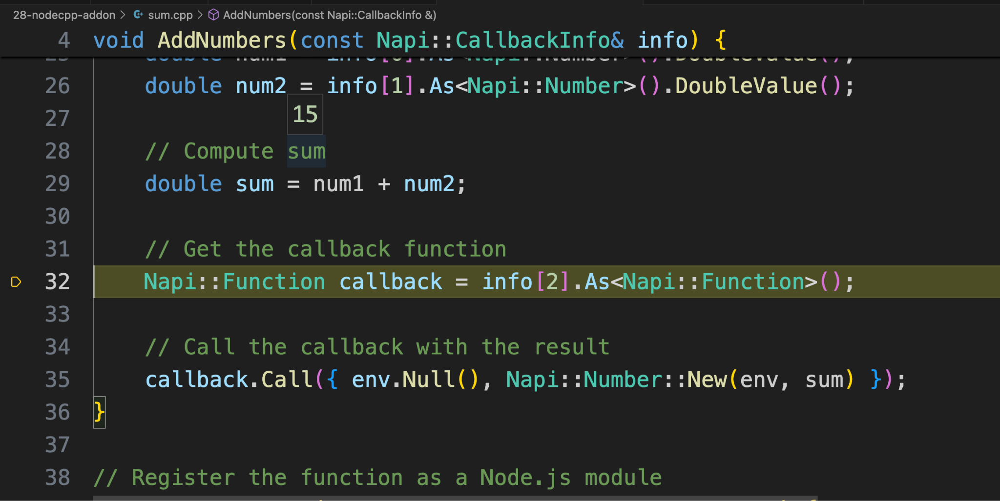 28-nodecpp-addon > sum.cpp > AddNumbers(const Napi::CallbackInfo &)
4 void AddNumbers(const Napi::CallbackInfo& info) {
26 double num2 = info[1].As<Napi::Number>().DoubleValue();
27
15
28 // Compute sum
29 double sum = num1 + num2;
30
31 // Get the callback function
32 Napi::Function callback = info[2].As<Napi::Function>();
33
34 // Call the callback with the result
35 callback.Call({ env.Null(), Napi::Number::New(env, sum) });
36 }
37
38 // Register the function as a Node.js module